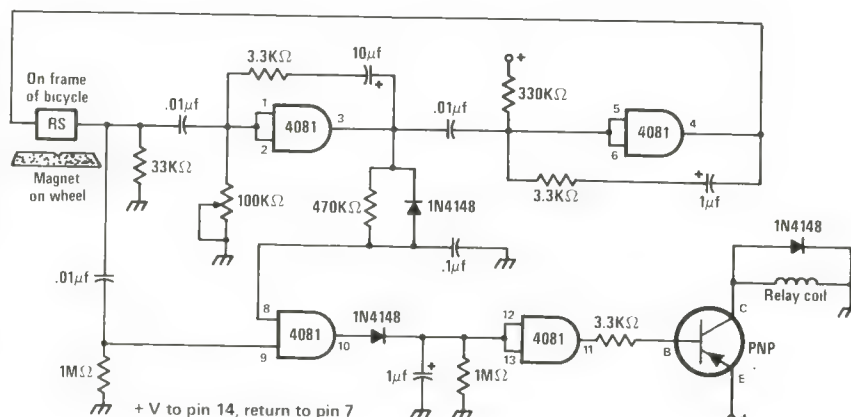 On frame
of bicycle
RS
Magnet
on wheel
.01µf
33KΩ
3.3KΩ
10µf
+
1
2
4081
3
100KΩ
470KΩ
1N4148
.1µf
.01µf
+
330KΩ
5
6
4081
4
3.3KΩ
+
1µf
.01µf
1MΩ
8
9
4081
10
1N4148
1µf
+
1MΩ
12
13
4081
11
3.3KΩ
B
C
E
PNP
1N4148
Relay coil
+ V to pin 14, return to pin 7